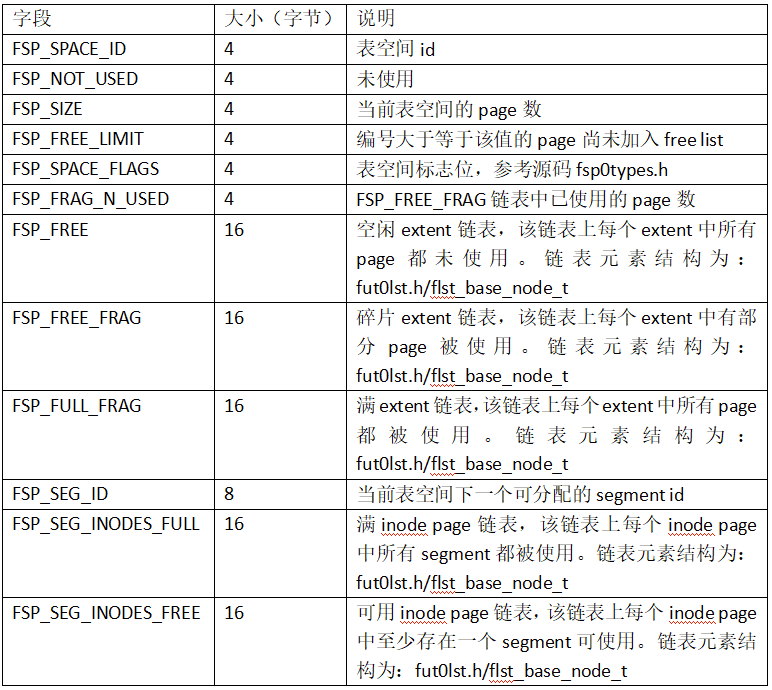 字段 大小（字节） 说明
FSP_SPACE_ID 4 表空间 id
FSP_NOT_USED 4 未使用
FSP_SIZE 4 当前表空间的 page 数
FSP_FREE_LIMIT 4 编号大于等于该值的 page 尚未加入 free list
FSP_SPACE_FLAGS 4 表空间标志位，参考源码 fsp0types.h
FSP_FRAG_N_USED 4 FSP_FREE_FRAG 链表中已使用的 page 数
FSP_FREE 16 空闲 extent 链表，该链表上每个 extent 中所有
page 都未使用。链表元素结构为：
fut0lst.h/flst_base_node_t
FSP_FREE_FRAG 16 碎片 extent 链表，该链表上每个 extent 中有部
分 page 被使用。链表元素结构为：
fut0lst.h/flst_base_node_t
FSP_FULL_FRAG 16 满 extent 链表，该链表上每个 extent 中所有 page
都被使用。链表元素结构为：
fut0lst.h/flst_base_node_t
FSP_SEG_ID 8 当前表空间下一个可分配的 segment id
FSP_SEG_INODES_FULL 16 满 inode page 链表，该链表上每个 inode page
中所有 segment 都被使用。链表元素结构为：
fut0lst.h/flst_base_node_t
FSP_SEG_INODES_FREE 16 可用 inode page 链表，该链表上每个 inode page
中至少存在一个 segment 可使用。链表元素结
构为：fut0lst.h/flst_base_node_t